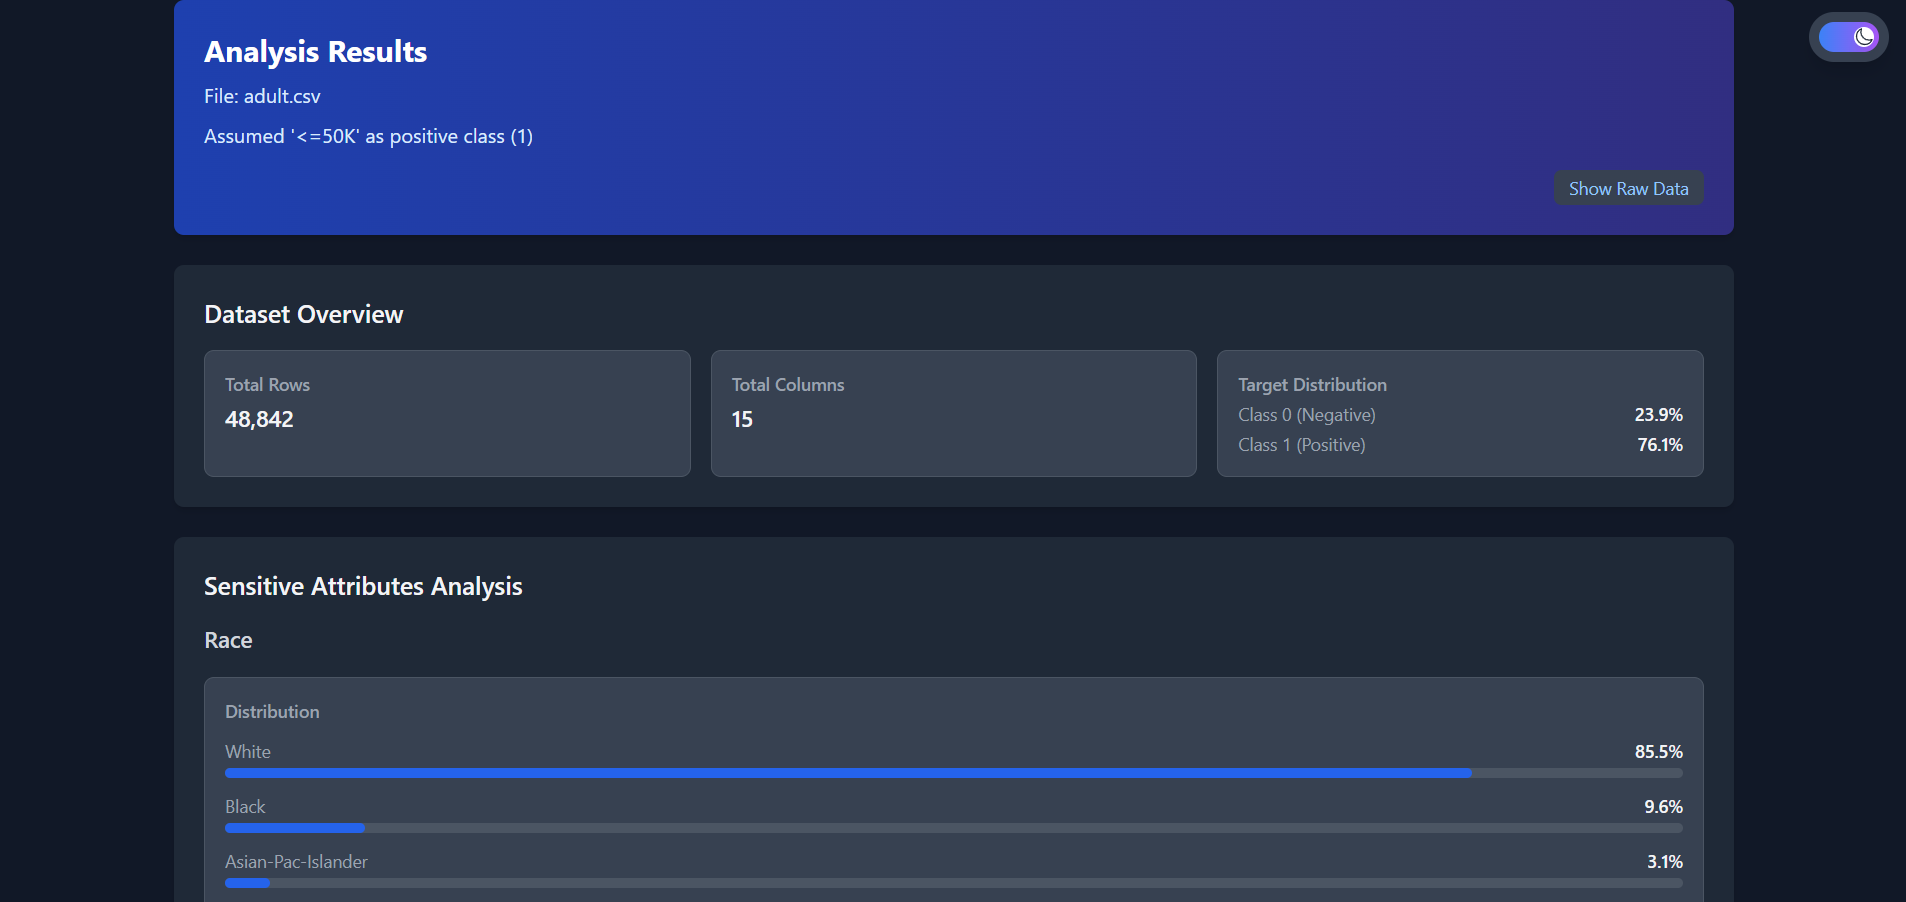 Analysis Results
File: adult.csv
Assumed '<=50K' as positive class (1)
Show Raw Data
Dataset Overview
Total Rows
48,842
Total Columns
15
Target Distribution
Class 0 (Negative) 23.9%
Class 1 (Positive) 76.1%
Sensitive Attributes Analysis
Race
Distribution
White 85.5%
Black 9.6%
Asian-Pac-Islander 3.1%